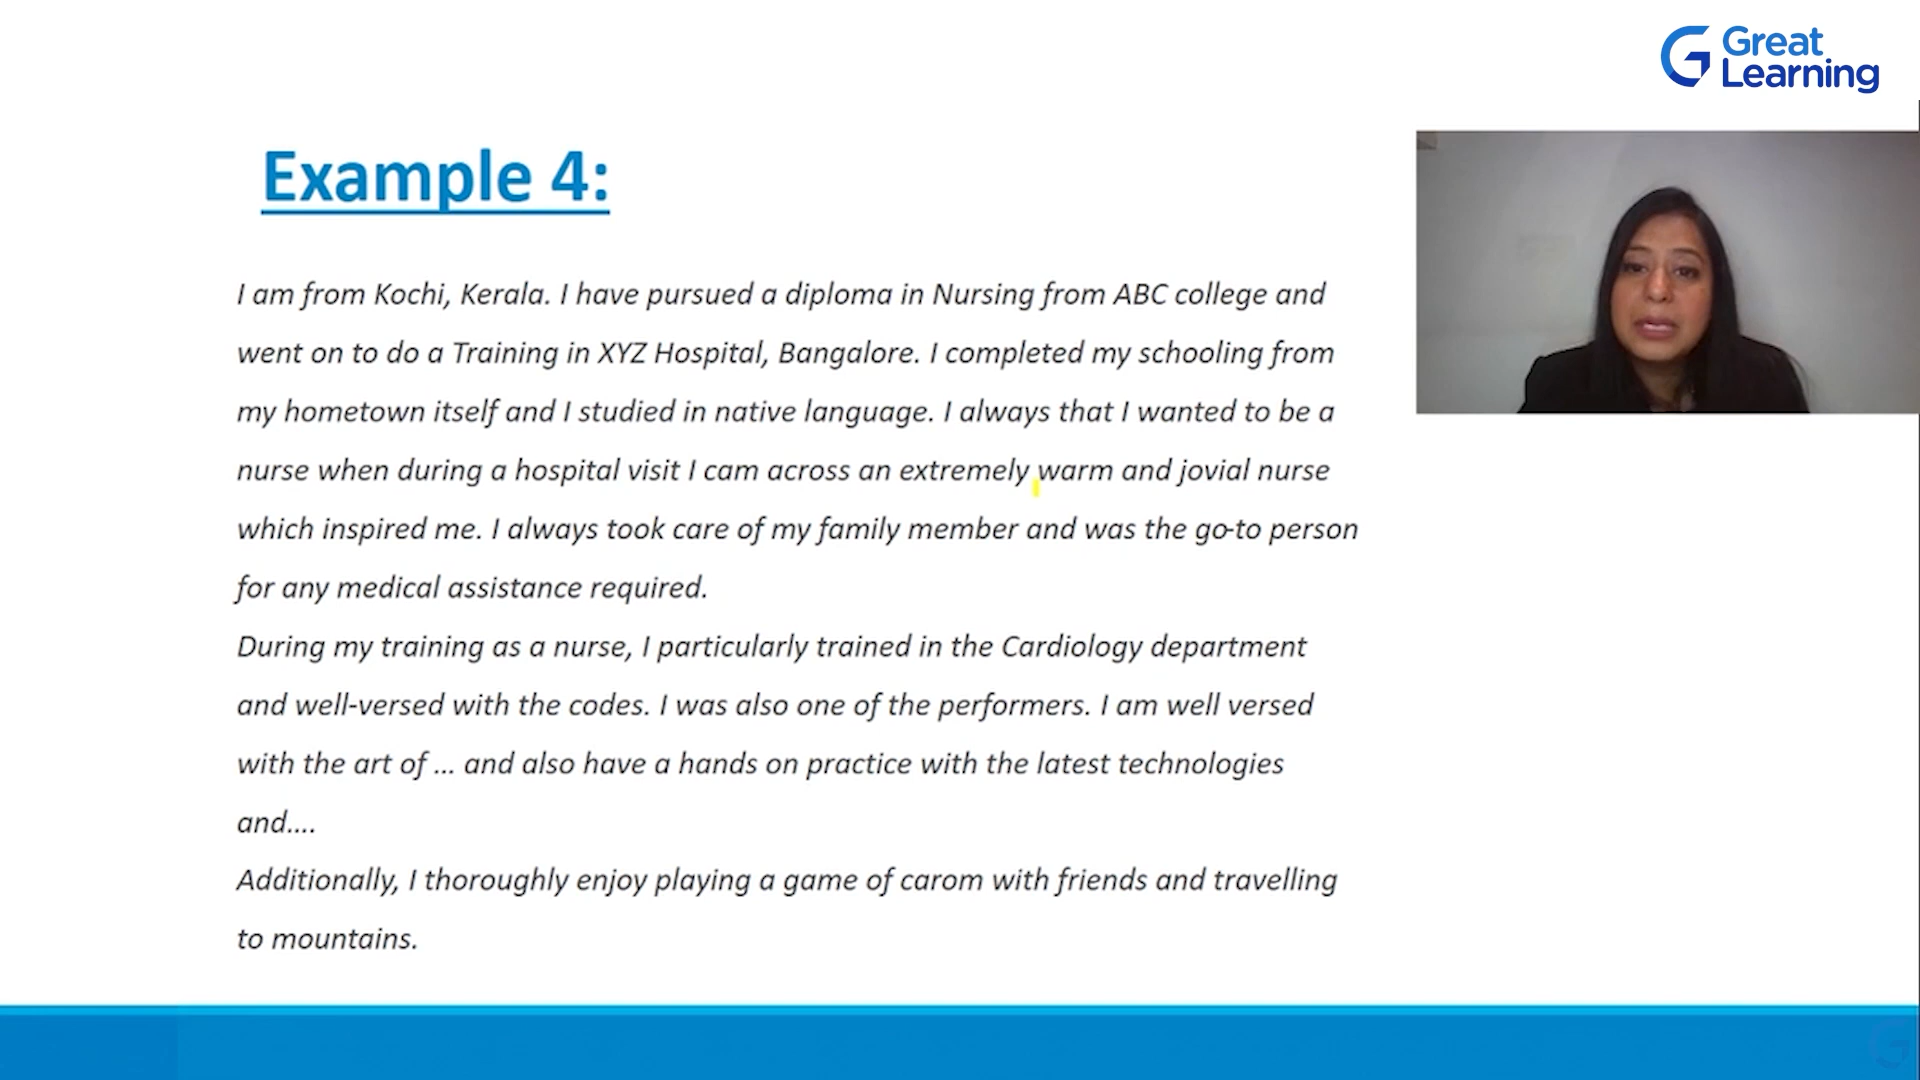 Great
Learning
Example 4:
I am from Kochi, Kerala. I have pursued a diploma in Nursing from ABC college and
went on to do a Training in XYZ Hospital, Bangalore. I completed my schooling from
my hometown itself and I studied in native language. I always that I wanted to be a
nurse when during a hospital visit I cam across an extremely warm and jovial nurse
which inspired me. I always took care of my family member and was the go-to person
for any medical assistance required.
During my training as a nurse, I particularly trained in the Cardiology department
and well-versed with the codes. I was also one of the performers. I am well versed
with the art of ... and also have a hands on practice with the latest technologies
and....
Additionally, I thoroughly enjoy playing a game of carom with friends and travelling
to mountains.